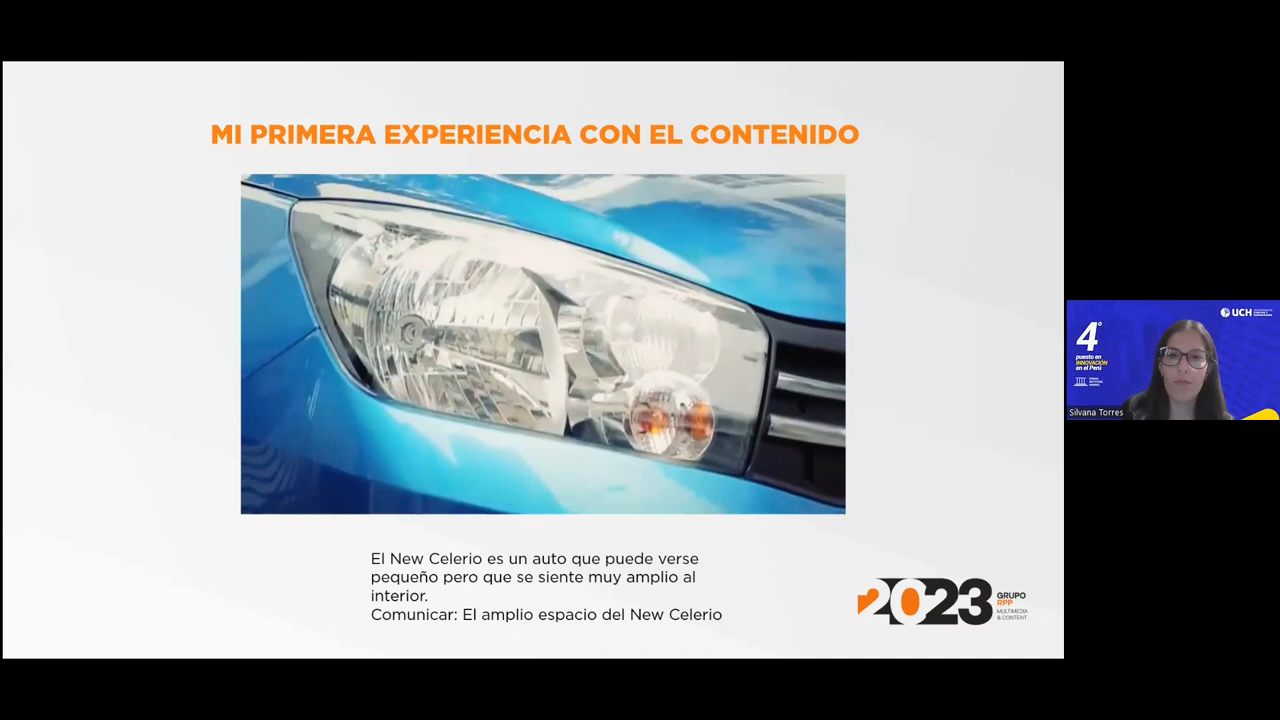 MI PRIMERA EXPERIENCIA CON EL CONTENIDO
El New Celerio es un auto que puede verse
pequeño pero que se siente muy amplio al
interior.
Comunicar: El amplio espacio del New Celerio
2023
GRUPO
RPP
MULTIMEDIA
& CONTENT
UCH
4°
puesto en
INNOVACIÓN
en el Perú
Silvana Torres